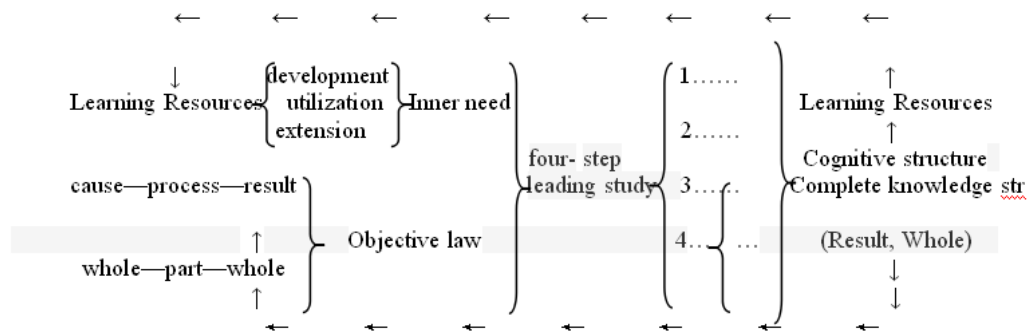 development
1……
Learning Resources
utilization
Inner need
Learning Resources
extension
2……
four- step
Cognitive structure
cause—process—result
leading study
3……
Complete knowledge str
Objective law
4… …
(Result, Whole)
whole—part—whole